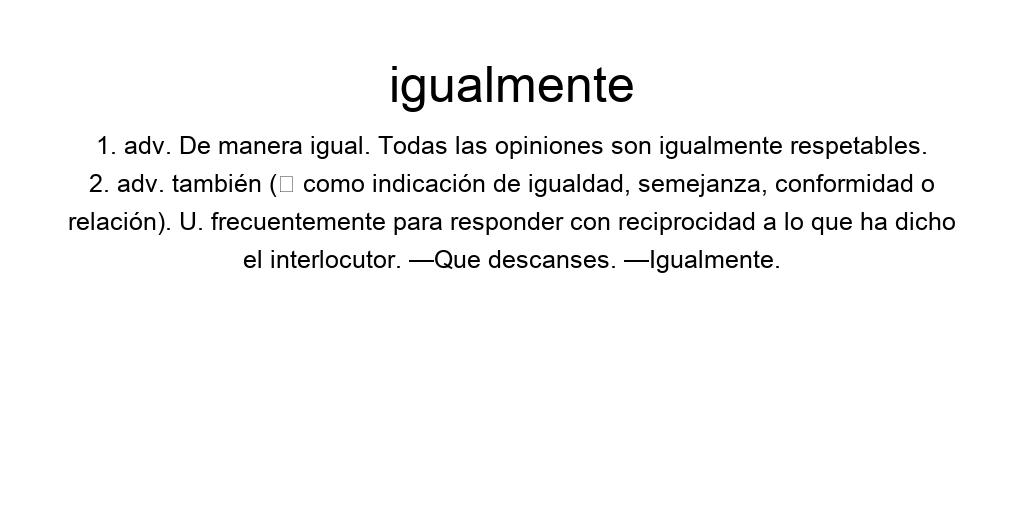 igualmente
1. adv. De manera igual. Todas las opiniones son igualmente respetables.
2. adv. también (▯ como indicación de igualdad, semejanza, conformidad o
relación). U. frecuentemente para responder con reciprocidad a lo que ha dicho
el interlocutor. —Que descanses. —Igualmente.